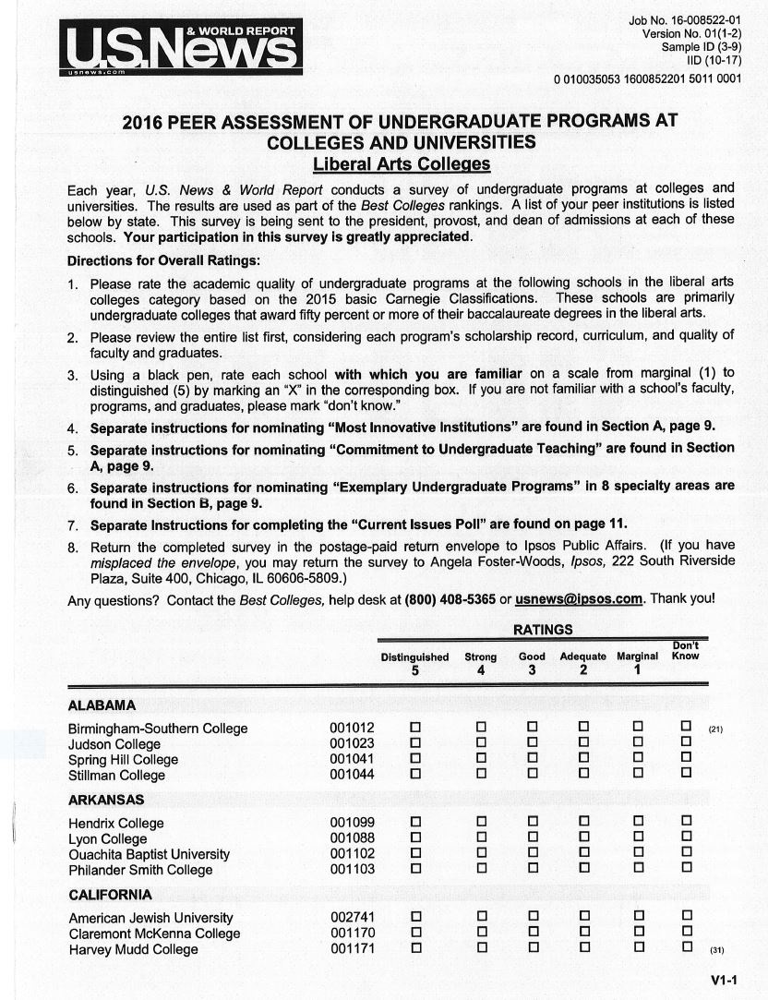 & WORLD REPORT
U.S.News
usnews.com
Job No. 16-008522-01
Version No. 01(1-2)
Sample ID (3-9)
IID (10-17)
0 010035053 1600852201 5011 0001
2016 PEER ASSESSMENT OF UNDERGRADUATE PROGRAMS AT
COLLEGES AND UNIVERSITIES
Liberal Arts Colleges
Each year, U.S. News & World Report conducts a survey of undergraduate programs at colleges and
universities. The results are used as part of the Best Colleges rankings. A list of your peer institutions is listed
below by state. This survey is being sent to the president, provost, and dean of admissions at each of these
schools. Your participation in this survey is greatly appreciated.
Directions for Overall Ratings:
1. Please rate the academic quality of undergraduate programs at the following schools in the liberal arts
colleges category based on the 2015 basic Carnegie Classifications. These schools are primarily
undergraduate colleges that award fifty percent or more of their baccalaureate degrees in the liberal arts.
2. Please review the entire list first, considering each program's scholarship record, curriculum, and quality of
faculty and graduates.
3. Using a black pen, rate each school with which you are familiar on a scale from marginal (1) to
distinguished (5) by marking an "X" in the corresponding box. If you are not familiar with a school's faculty,
programs, and graduates, please mark "don't know."
4. Separate instructions for nominating "Most Innovative Institutions" are found in Section A, page 9.
5. Separate instructions for nominating "Commitment to Undergraduate Teaching" are found in Section
A, page 9.
6. Separate instructions for nominating "Exemplary Undergraduate Programs" in 8 specialty areas are
found in Section B, page 9.
7. Separate Instructions for completing the "Current Issues Poll" are found on page 11.
8. Return the completed survey in the postage-paid return envelope to Ipsos Public Affairs. (If you have
misplaced the envelope, you may return the survey to Angela Foster-Woods, Ipsos, 222 South Riverside
Plaza, Suite 400, Chicago, IL 60606-5809.)
Any questions? Contact the Best Colleges, help desk at (800) 408-5365 or usnews@ipsos.com. Thank you!
RATINGS
Distinguished Strong Good Adequate Marginal Don't Know
5 4 3 2 1
ALABAMA
Birmingham-Southern College 001012 ☐ ☐ ☐ ☐ ☐ ☐ (21)
Judson College 001023 ☐ ☐ ☐ ☐ ☐ ☐
Spring Hill College 001041 ☐ ☐ ☐ ☐ ☐ ☐
Stillman College 001044 ☐ ☐ ☐ ☐ ☐ ☐
ARKANSAS
Hendrix College 001099 ☐ ☐ ☐ ☐ ☐ ☐
Lyon College 001088 ☐ ☐ ☐ ☐ ☐ ☐
Ouachita Baptist University 001102 ☐ ☐ ☐ ☐ ☐ ☐
Philander Smith College 001103 ☐ ☐ ☐ ☐ ☐ ☐
CALIFORNIA
American Jewish University 002741 ☐ ☐ ☐ ☐ ☐ ☐
Claremont McKenna College 001170 ☐ ☐ ☐ ☐ ☐ ☐
Harvey Mudd College 001171 ☐ ☐ ☐ ☐ ☐ ☐ (31)
V1-1